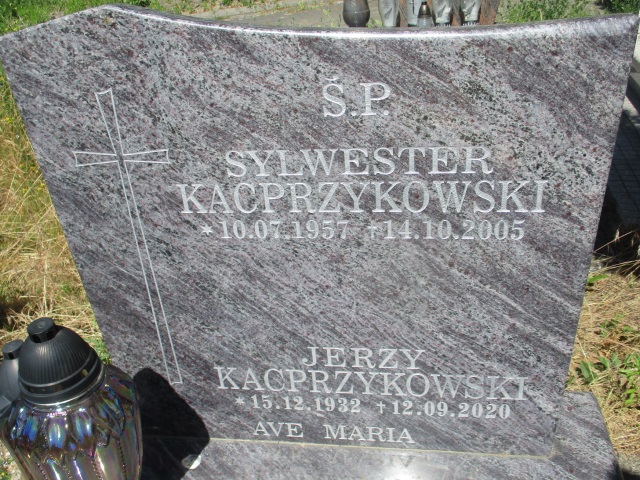 Ś.P.
SYLWESTER
KACPRZYKOWSKI
*10.07.1957 †14.10.2005
JERZY
KACPRZYKOWSKI
*15.12.1932 †12.09.2020
AVE MARIA